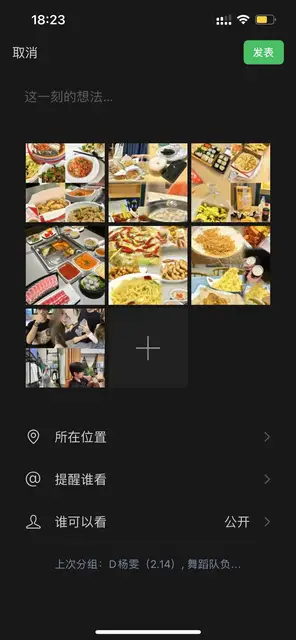 18:23
取消
发表
这一刻的想法...
所在位置
提醒谁看
谁可以看
公开
上次分组：D杨雯（2.14）, 舞蹈队负...